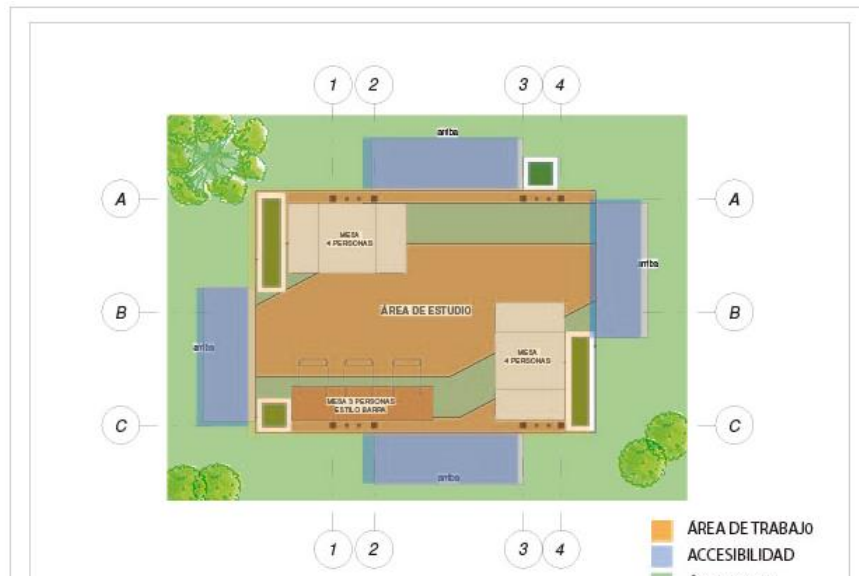 1 2 3 4
arriba
A A
MESA
4 PERSONAS
arriba
B B
ÁREA DE ESTUDIO
arriba
MESA
4 PERSONAS
MESA 3 PERSONAS
ESTILO BARRA
C C
arriba
ÁREA DE TRABAJO
ACCESIBILIDAD
1 2 3 4